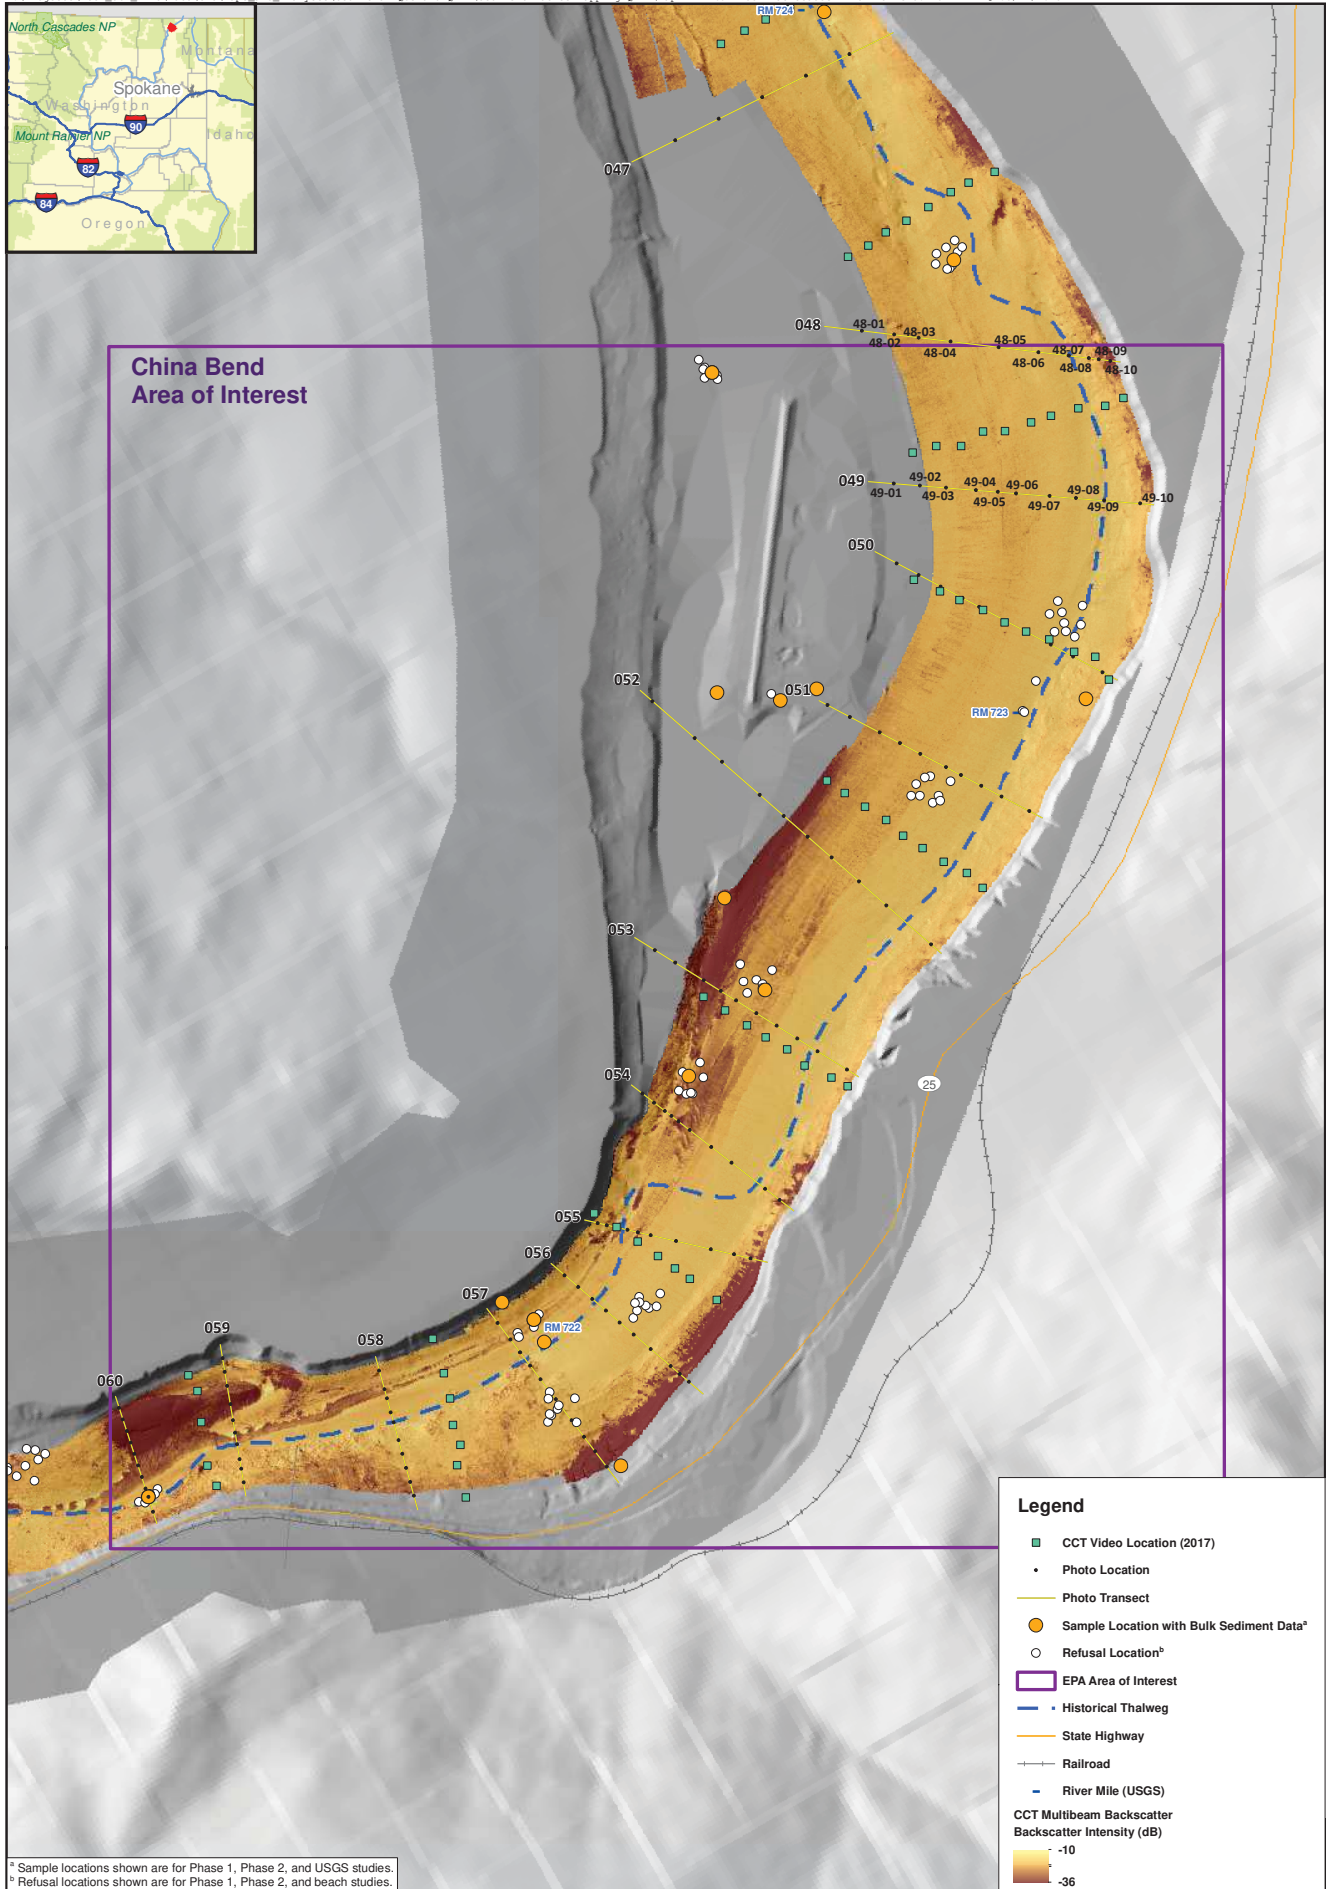 North Cascades NP
Montana
Spokane
Washington
90
Mount Rainier NP
Idaho
82
84
Oregon
RM 724
047
048
48-01
48-02
48-03
48-04
48-05
48-06
48-07
48-08
48-09
48-10
China Bend
Area of Interest
049
49-01
49-02
49-03
49-04
49-05
49-06
49-07
49-08
49-09
49-10
050
052
051
RM 723
053
054
25
055
056
057
RM 722
059
058
060
Legend
CCT Video Location (2017)
Photo Location
Photo Transect
Sample Location with Bulk Sediment Dataᵃ
Refusal Locationᵇ
EPA Area of Interest
Historical Thalweg
State Highway
Railroad
River Mile (USGS)
CCT Multibeam Backscatter
Backscatter Intensity (dB)
-10
-36
ᵃ Sample locations shown are for Phase 1, Phase 2, and USGS studies.
ᵇ Refusal locations shown are for Phase 1, Phase 2, and beach studies.